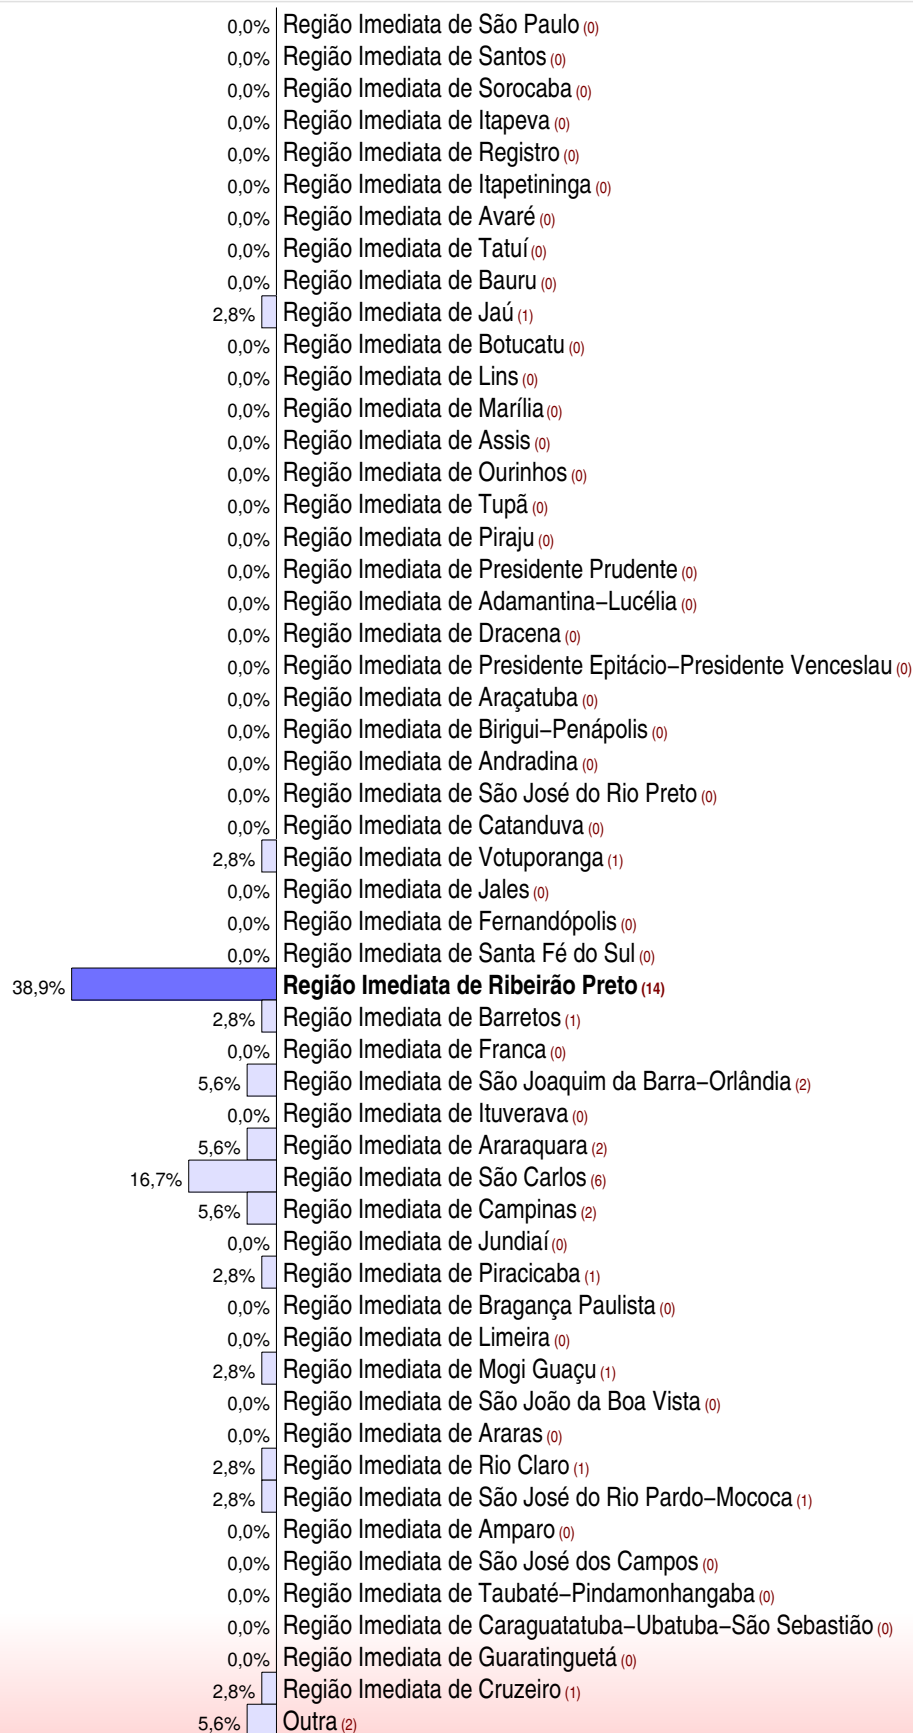 0,0% Região Imediata de São Paulo (0)
0,0% Região Imediata de Santos (0)
0,0% Região Imediata de Sorocaba (0)
0,0% Região Imediata de Itapeva (0)
0,0% Região Imediata de Registro (0)
0,0% Região Imediata de Itapetininga (0)
0,0% Região Imediata de Avaré (0)
0,0% Região Imediata de Tatuí (0)
0,0% Região Imediata de Bauru (0)
2,8% Região Imediata de Jaú (1)
0,0% Região Imediata de Botucatu (0)
0,0% Região Imediata de Lins (0)
0,0% Região Imediata de Marília (0)
0,0% Região Imediata de Assis (0)
0,0% Região Imediata de Ourinhos (0)
0,0% Região Imediata de Tupã (0)
0,0% Região Imediata de Piraju (0)
0,0% Região Imediata de Presidente Prudente (0)
0,0% Região Imediata de Adamantina−Lucélia (0)
0,0% Região Imediata de Dracena (0)
0,0% Região Imediata de Presidente Epitácio−Presidente Venceslau (0)
0,0% Região Imediata de Araçatuba (0)
0,0% Região Imediata de Birigui−Penápolis (0)
0,0% Região Imediata de Andradina (0)
0,0% Região Imediata de São José do Rio Preto (0)
0,0% Região Imediata de Catanduva (0)
2,8% Região Imediata de Votuporanga (1)
0,0% Região Imediata de Jales (0)
0,0% Região Imediata de Fernandópolis (0)
0,0% Região Imediata de Santa Fé do Sul (0)
38,9% Região Imediata de Ribeirão Preto (14)
2,8% Região Imediata de Barretos (1)
0,0% Região Imediata de Franca (0)
5,6% Região Imediata de São Joaquim da Barra−Orlândia (2)
0,0% Região Imediata de Ituverava (0)
5,6% Região Imediata de Araraquara (2)
16,7% Região Imediata de São Carlos (6)
5,6% Região Imediata de Campinas (2)
0,0% Região Imediata de Jundiaí (0)
2,8% Região Imediata de Piracicaba (1)
0,0% Região Imediata de Bragança Paulista (0)
0,0% Região Imediata de Limeira (0)
2,8% Região Imediata de Mogi Guaçu (1)
0,0% Região Imediata de São João da Boa Vista (0)
0,0% Região Imediata de Araras (0)
2,8% Região Imediata de Rio Claro (1)
2,8% Região Imediata de São José do Rio Pardo−Mococa (1)
0,0% Região Imediata de Amparo (0)
0,0% Região Imediata de São José dos Campos (0)
0,0% Região Imediata de Taubaté−Pindamonhangaba (0)
0,0% Região Imediata de Caraguatatuba−Ubatuba−São Sebastião (0)
0,0% Região Imediata de Guaratinguetá (0)
2,8% Região Imediata de Cruzeiro (1)
5,6% Outra (2)